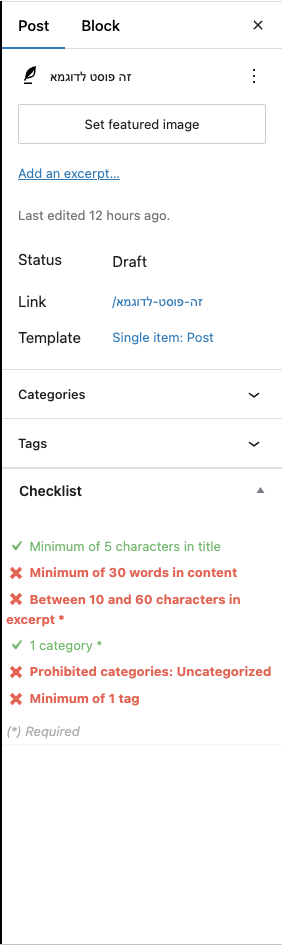 Post Block
זה פוסט לדוגמא
Set featured image
Add an excerpt...
Last edited 12 hours ago.
Status Draft
Link /זה-פוסט-לדוגמא
Template Single item: Post
Categories
Tags
Checklist
Minimum of 5 characters in title
Minimum of 30 words in content
Between 10 and 60 characters in
excerpt *
1 category *
Prohibited categories: Uncategorized
Minimum of 1 tag
(*) Required